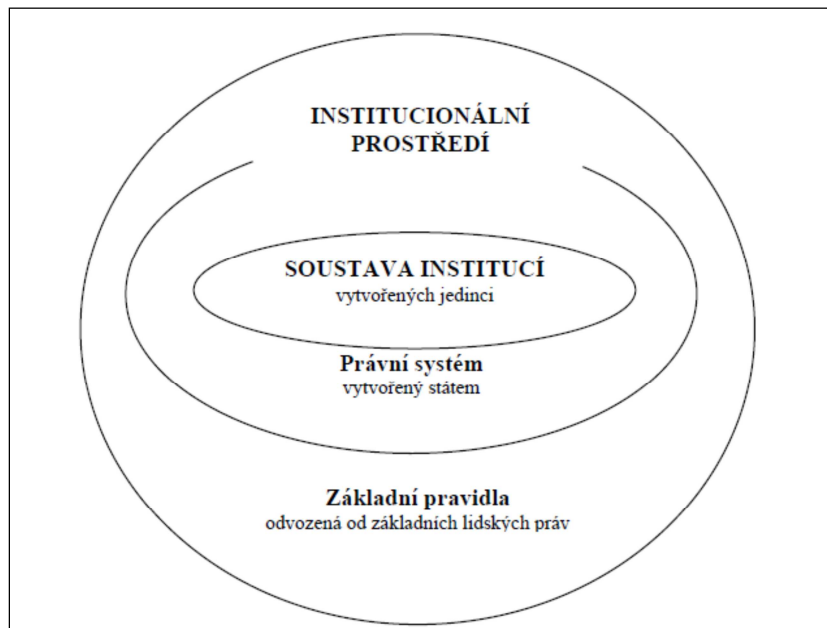 INSTITUCIONÁLNÍ
PROSTŘEDÍ
SOUSTAVA INSTITUCÍ
vytvořených jedinci
Právní systém
vytvořený státem
Základní pravidla
odvozená od základních lidských práv